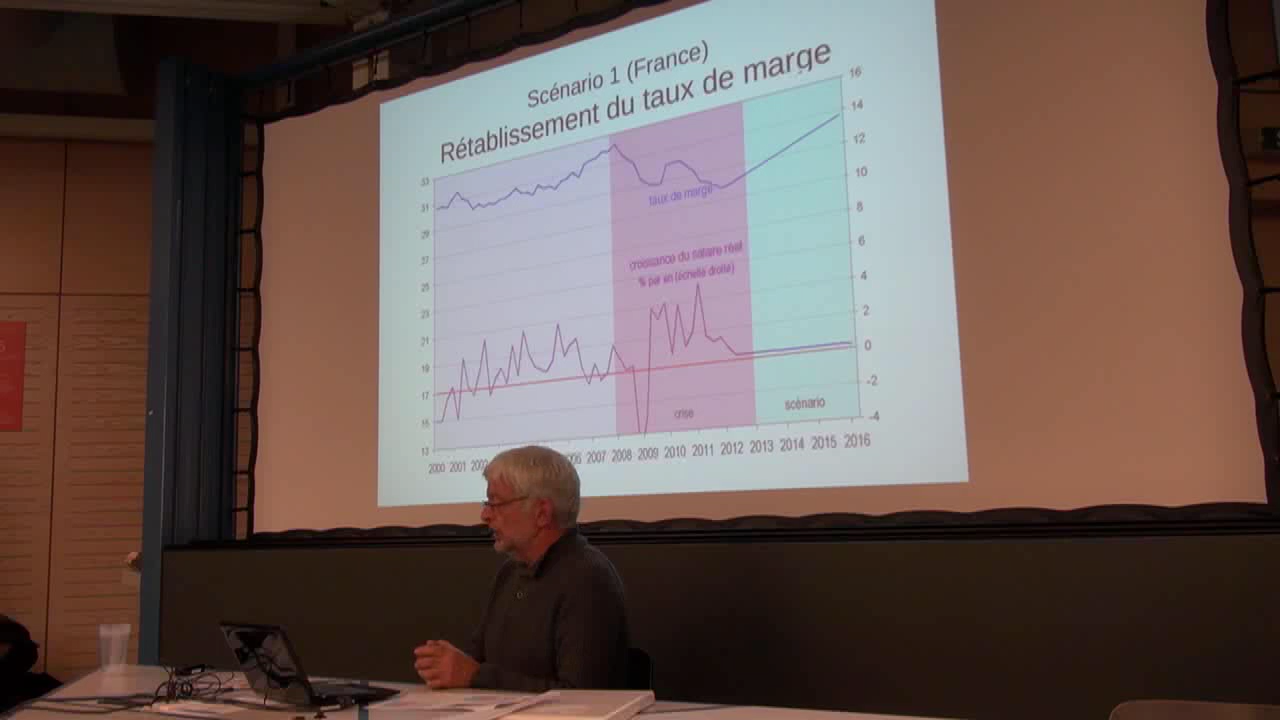 Scénario 1 (France)
Rétablissement du taux de marge
33
31
29
27
25
23
21
19
17
15
13
16
14
12
10
8
6
4
2
0
-2
-4
taux de marge
croissance du salaire réel
% par an (échelle droite)
crise
scénario
2000 2001 2007 2008 2009 2010 2011 2012 2013 2014 2015 2016